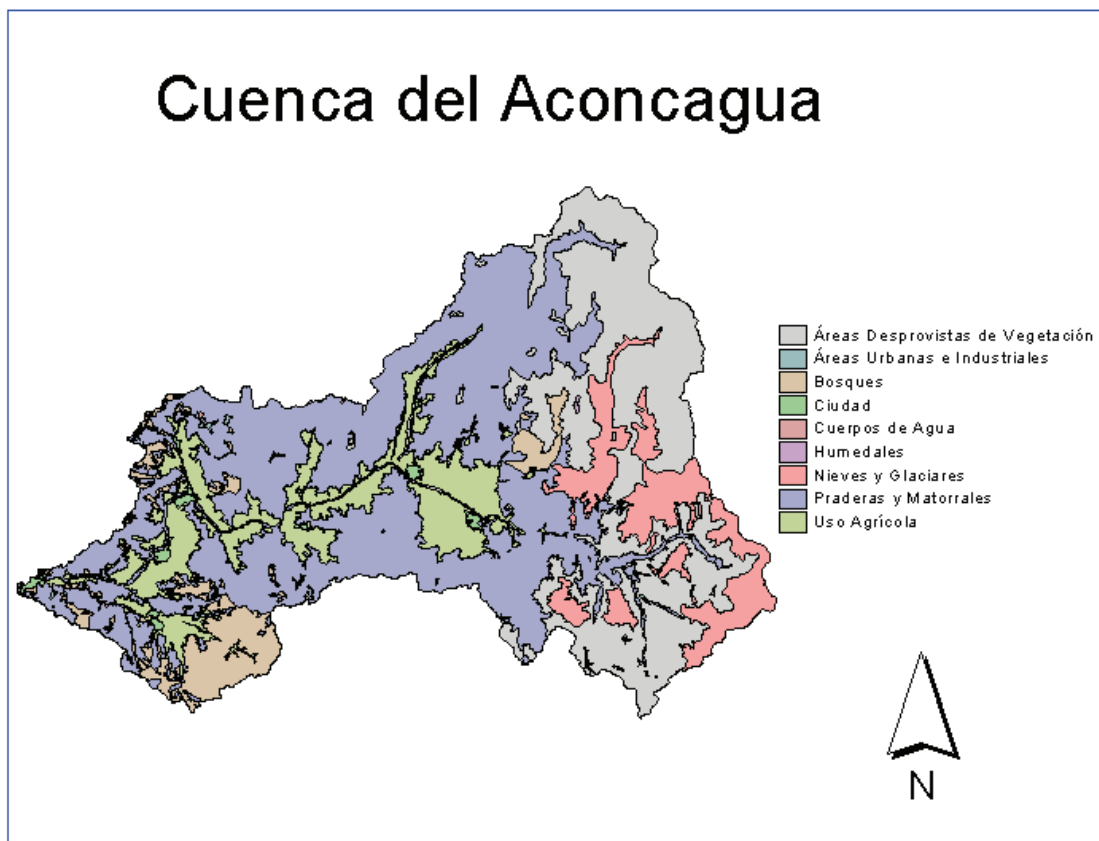 Cuenca del Aconcagua
Áreas Desprovistas de Vegetación
Áreas Urbanas e Industriales
Bosques
Ciudad
Cuerpos de Agua
Humedales
Nieves y Glaciares
Praderas y Matorrales
Uso Agrícola
N